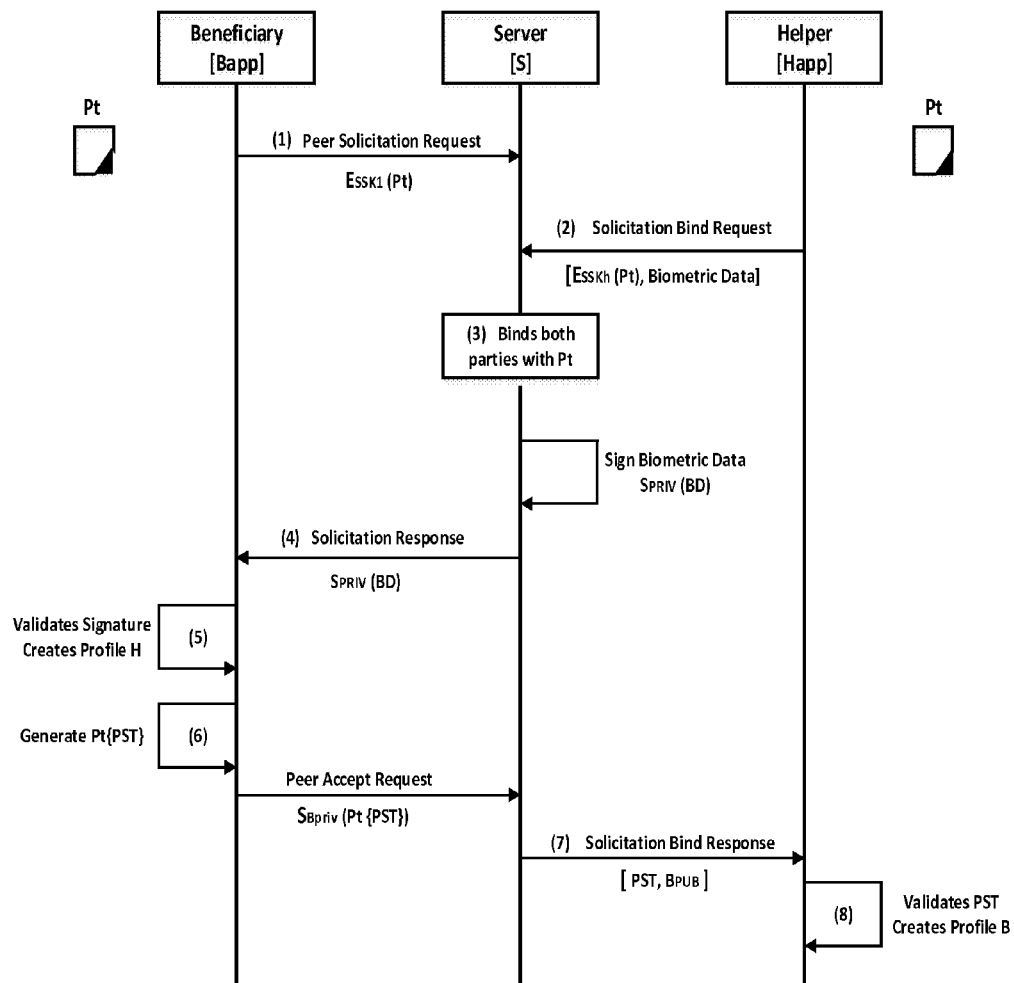 Beneficiary
[Bapp]
Server
[S]
Helper
[Happ]
Pt
Pt
(1) Peer Solicitation Request
ESSK1 (Pt)
(2) Solicitation Bind Request
[ESSKh (Pt), Biometric Data]
(3) Binds both
parties with Pt
Sign Biometric Data
SPRIV (BD)
(4) Solicitation Response
SPRIV (BD)
Validates Signature
Creates Profile H
(5)
Generate Pt{PST}
(6)
Peer Accept Request
SBpriv (Pt {PST})
(7) Solicitation Bind Response
[ PST, BPUB ]
(8)
Validates PST
Creates Profile B